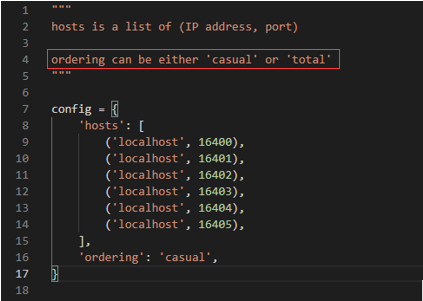 1 """
2 hosts is a list of (IP address, port)
3
4 ordering can be either 'casual' or 'total'
5 """
6
7 config = {
8     'hosts': [
9         ('localhost', 16400),
10         ('localhost', 16401),
11         ('localhost', 16402),
12         ('localhost', 16403),
13         ('localhost', 16404),
14         ('localhost', 16405),
15     ],
16     'ordering': 'casual',
17 }
18